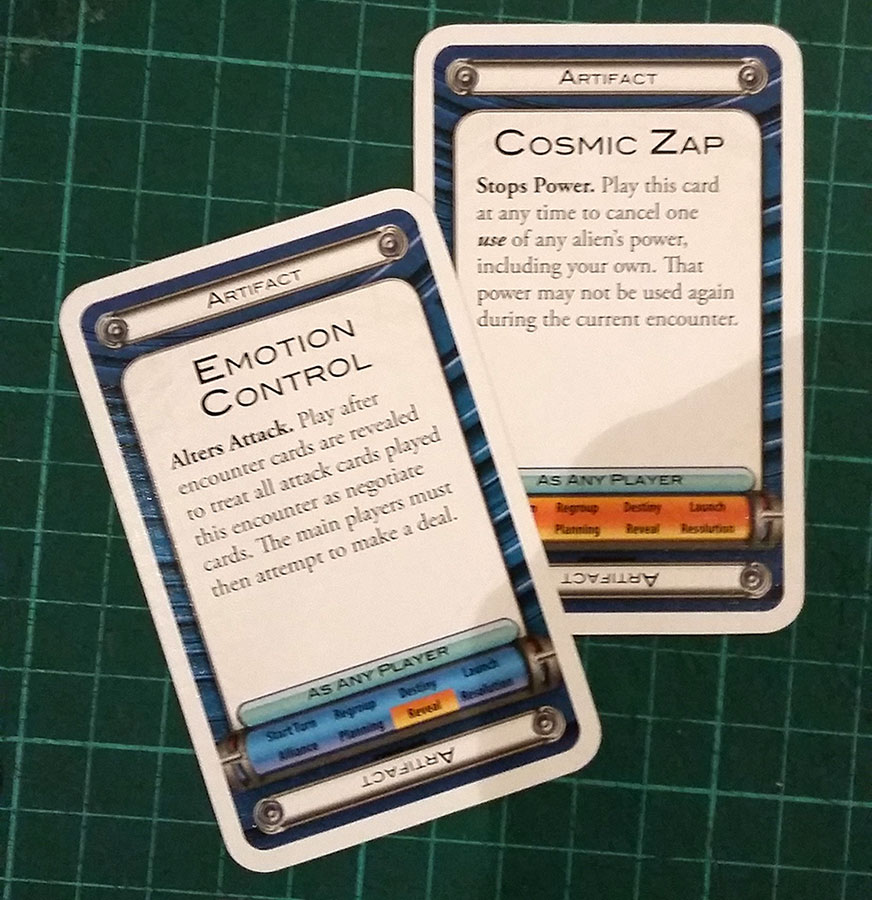 ARTIFACT
EMOTION
CONTROL
Alters Attack. Play after
encounter cards are revealed
to treat all attack cards played
this encounter as negotiate
cards. The main players must
then attempt to make a deal.
AS ANY PLAYER
Start Turn Regroup Destiny Launch
Alliance Planning Reveal Resolution
ARTIFACT
ARTIFACT
COSMIC ZAP
Stops Power. Play this card
at any time to cancel one
use of any alien's power,
including your own. That
power may not be used again
during the current encounter.
AS ANY PLAYER
Regroup Destiny Launch
Planning Reveal Resolution
ARTIFACT